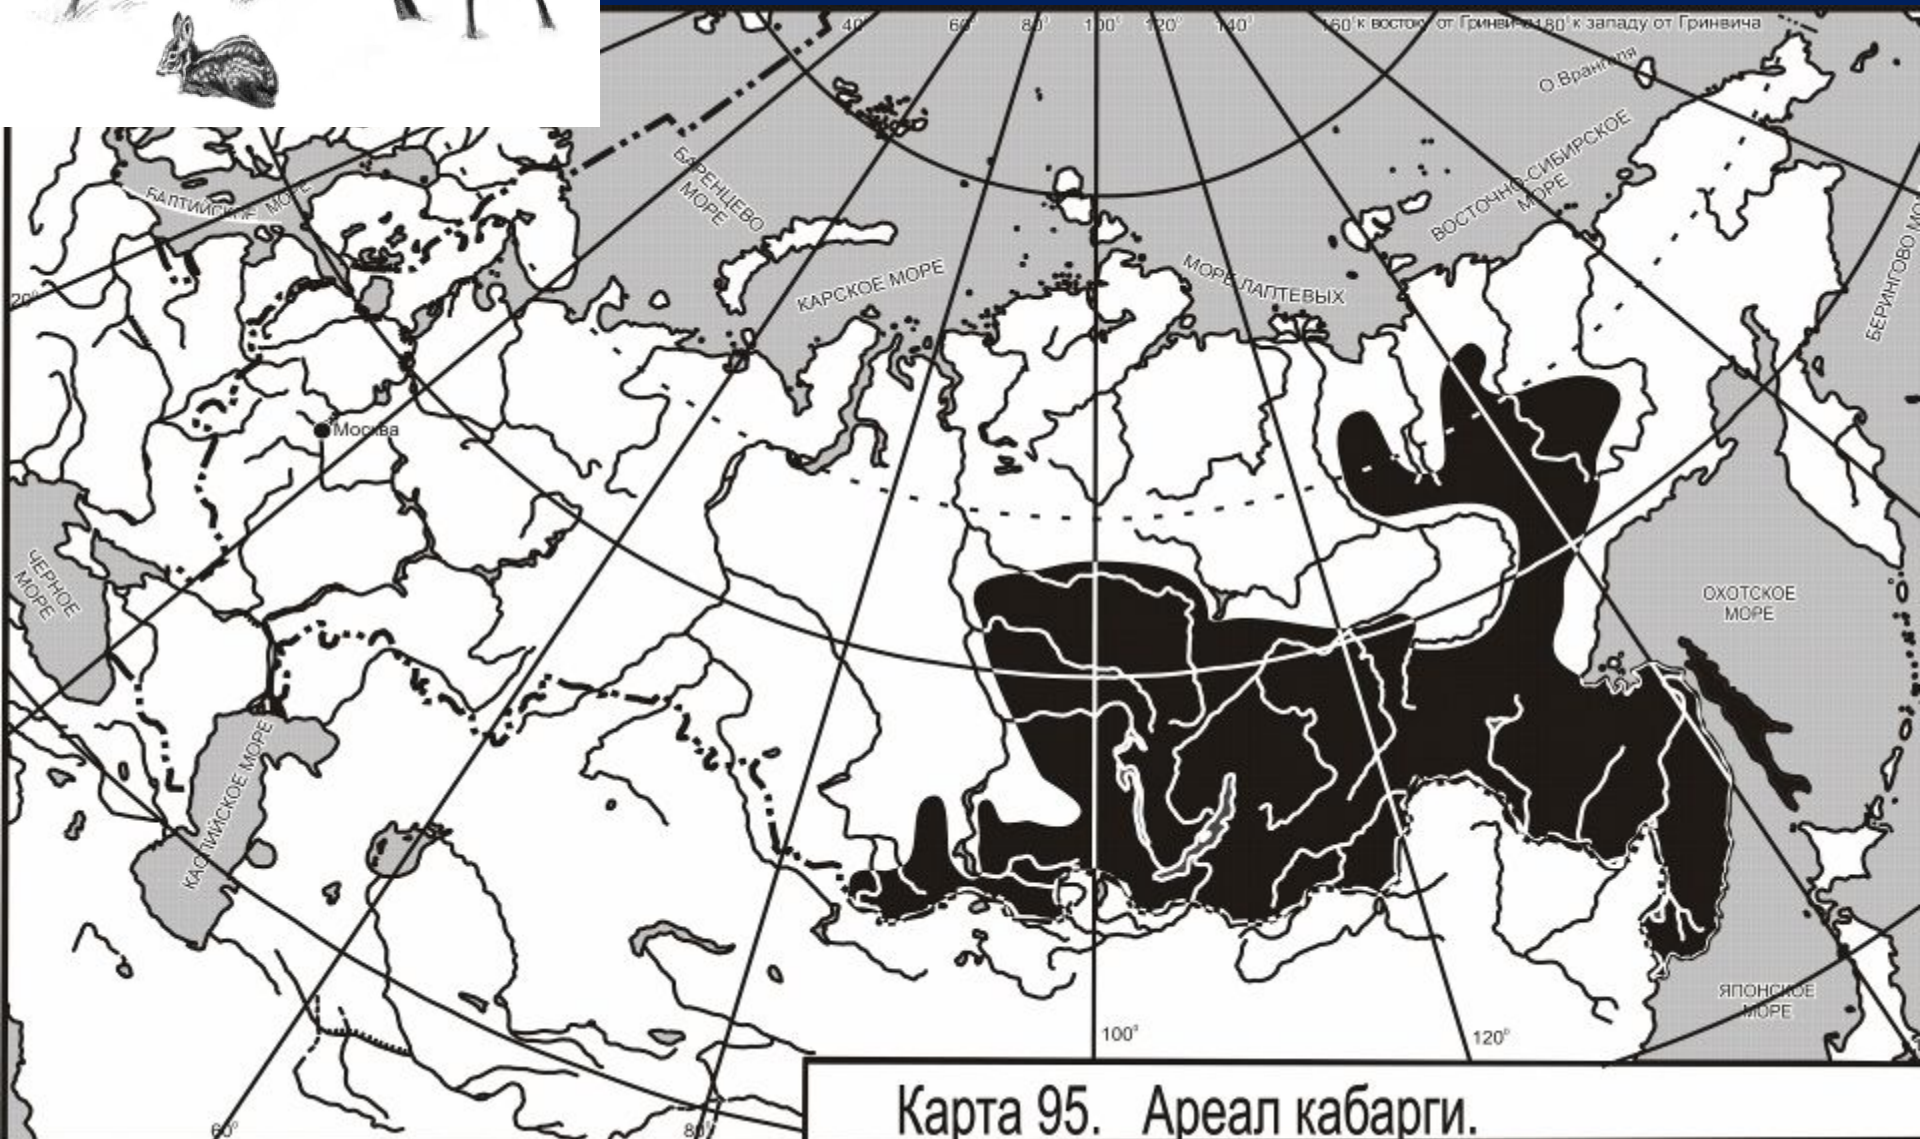 40°
60°
80°
100°
120°
140°
160° к востоку от Гринвича
180° к западу от Гринвича
О.Врангеля
БАРЕНЦЕВО
МОРЕ
ВОСТОЧНО-СИБИРСКОЕ
МОРЕ
БАЛТИЙСКОЕ МОРЕ
КАРСКОЕ МОРЕ
МОРЕ ЛАПТЕВЫХ
БЕРИНГОВО МО
20°
Москва
ЧЕРНОЕ
МОРЕ
ОХОТСКОЕ
МОРЕ
КАСПИЙСКОЕ МОРЕ
ЯПОНСКОЕ
МОРЕ
100°
120°
60°
80°
Карта 95. Ареал кабарги.